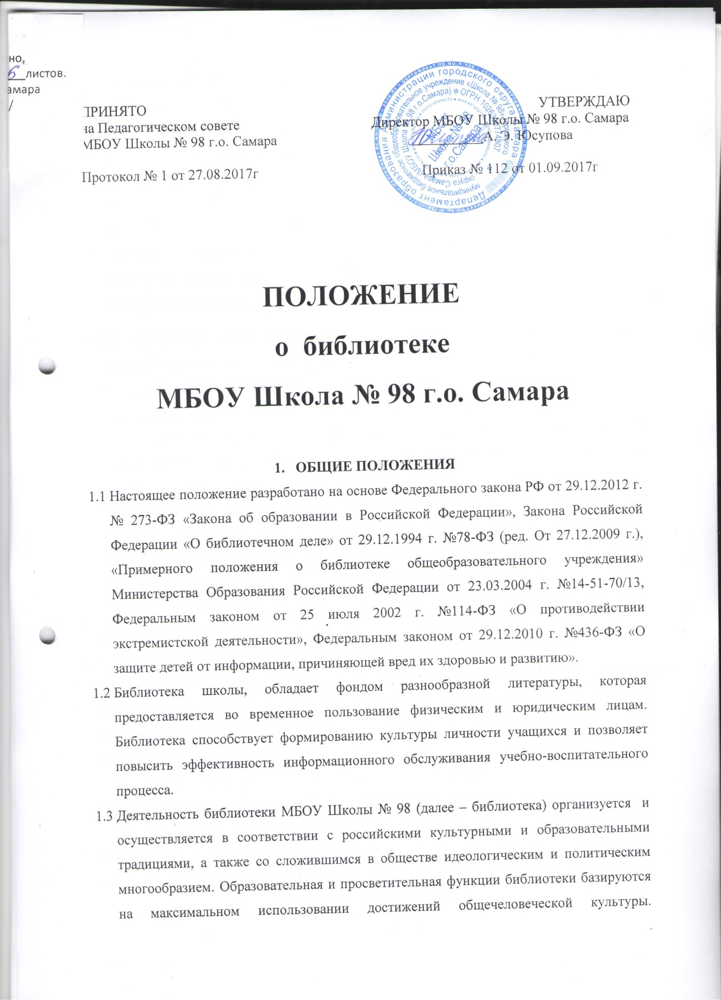 но,
6 листов.
амара
/
ПРИНЯТО
на Педагогическом совете
МБОУ Школы № 98 г.о. Самара
Протокол № 1 от 27.08.2017г
УТВЕРЖДАЮ
Директор МБОУ Школы № 98 г.о. Самара
А. Э. Юсупова
Приказ № 112 от 01.09.2017г
Департамент образования Администрации городского округа Самара
муниципальное бюджетное общеобразовательное учреждение «Школа № 98» городского
округа Самара (МБОУ Школа № 98 г.о.Самара) * ОГРН
МБОУ
Школа № 98
г.о.Самара
ПОЛОЖЕНИЕ
о библиотеке
МБОУ Школа № 98 г.о. Самара
1. ОБЩИЕ ПОЛОЖЕНИЯ
1.1 Настоящее положение разработано на основе Федерального закона РФ от 29.12.2012 г.
№ 273-ФЗ «Закона об образовании в Российской Федерации», Закона Российской
Федерации «О библиотечном деле» от 29.12.1994 г. №78-ФЗ (ред. От 27.12.2009 г.),
«Примерного положения о библиотеке общеобразовательного учреждения»
Министерства Образования Российской Федерации от 23.03.2004 г. №14-51-70/13,
Федеральным законом от 25 июля 2002 г. №114-ФЗ «О противодействии
экстремистской деятельности», Федеральным законом от 29.12.2010 г. №436-ФЗ «О
защите детей от информации, причиняющей вред их здоровью и развитию».
1.2 Библиотека школы, обладает фондом разнообразной литературы, которая
предоставляется во временное пользование физическим и юридическим лицам.
Библиотека способствует формированию культуры личности учащихся и позволяет
повысить эффективность информационного обслуживания учебно-воспитательного
процесса.
1.3 Деятельность библиотеки МБОУ Школы № 98 (далее – библиотека) организуется и
осуществляется в соответствии с российскими культурными и образовательными
традициями, а также со сложившимся в обществе идеологическим и политическим
многообразием. Образовательная и просветительная функции библиотеки базируются
на максимальном использовании достижений общечеловеческой культуры.